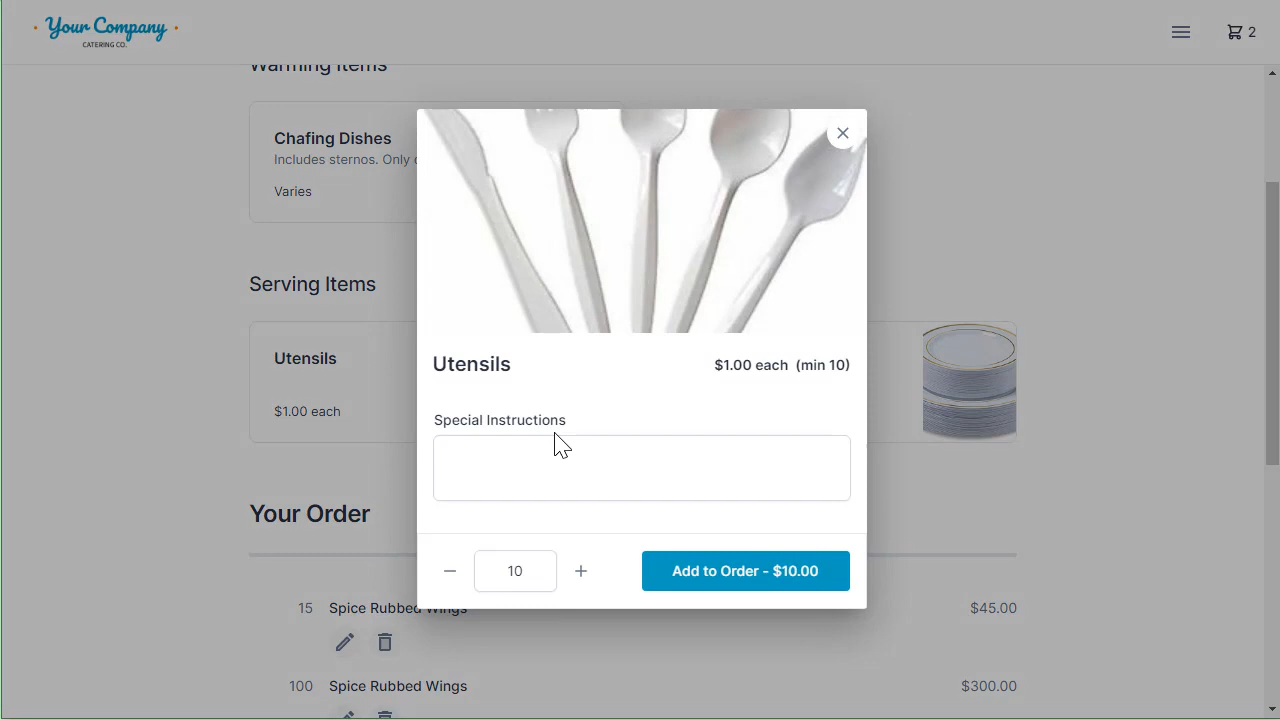 Your Company
CATERING CO.
2
Warming Items
Chafing Dishes
Includes sternos. Only
Varies
Serving Items
Utensils
$1.00 each
Utensils
$1.00 each (min 10)
Special Instructions
10
Add to Order - $10.00
Your Order
15 Spice Rubbed Wings $45.00
100 Spice Rubbed Wings $300.00